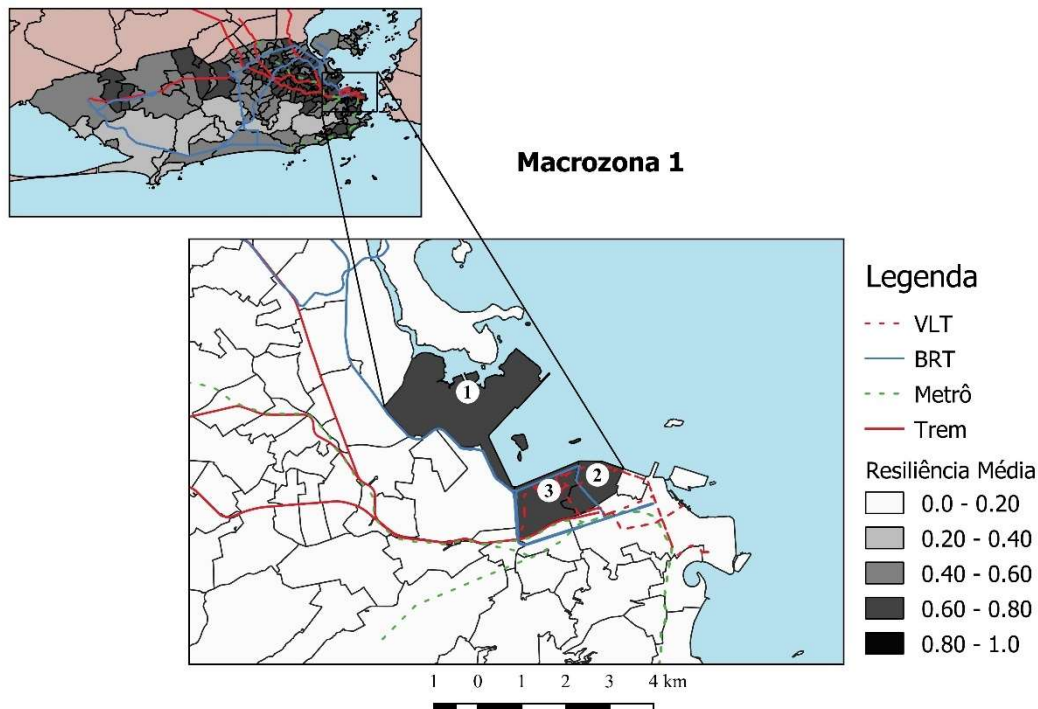 Macrozona 1
1
2
3
Legenda
VLT
BRT
Metrô
Trem
Resiliência Média
0.0 - 0.20
0.20 - 0.40
0.40 - 0.60
0.60 - 0.80
0.80 - 1.0
1 0 1 2 3 4 km